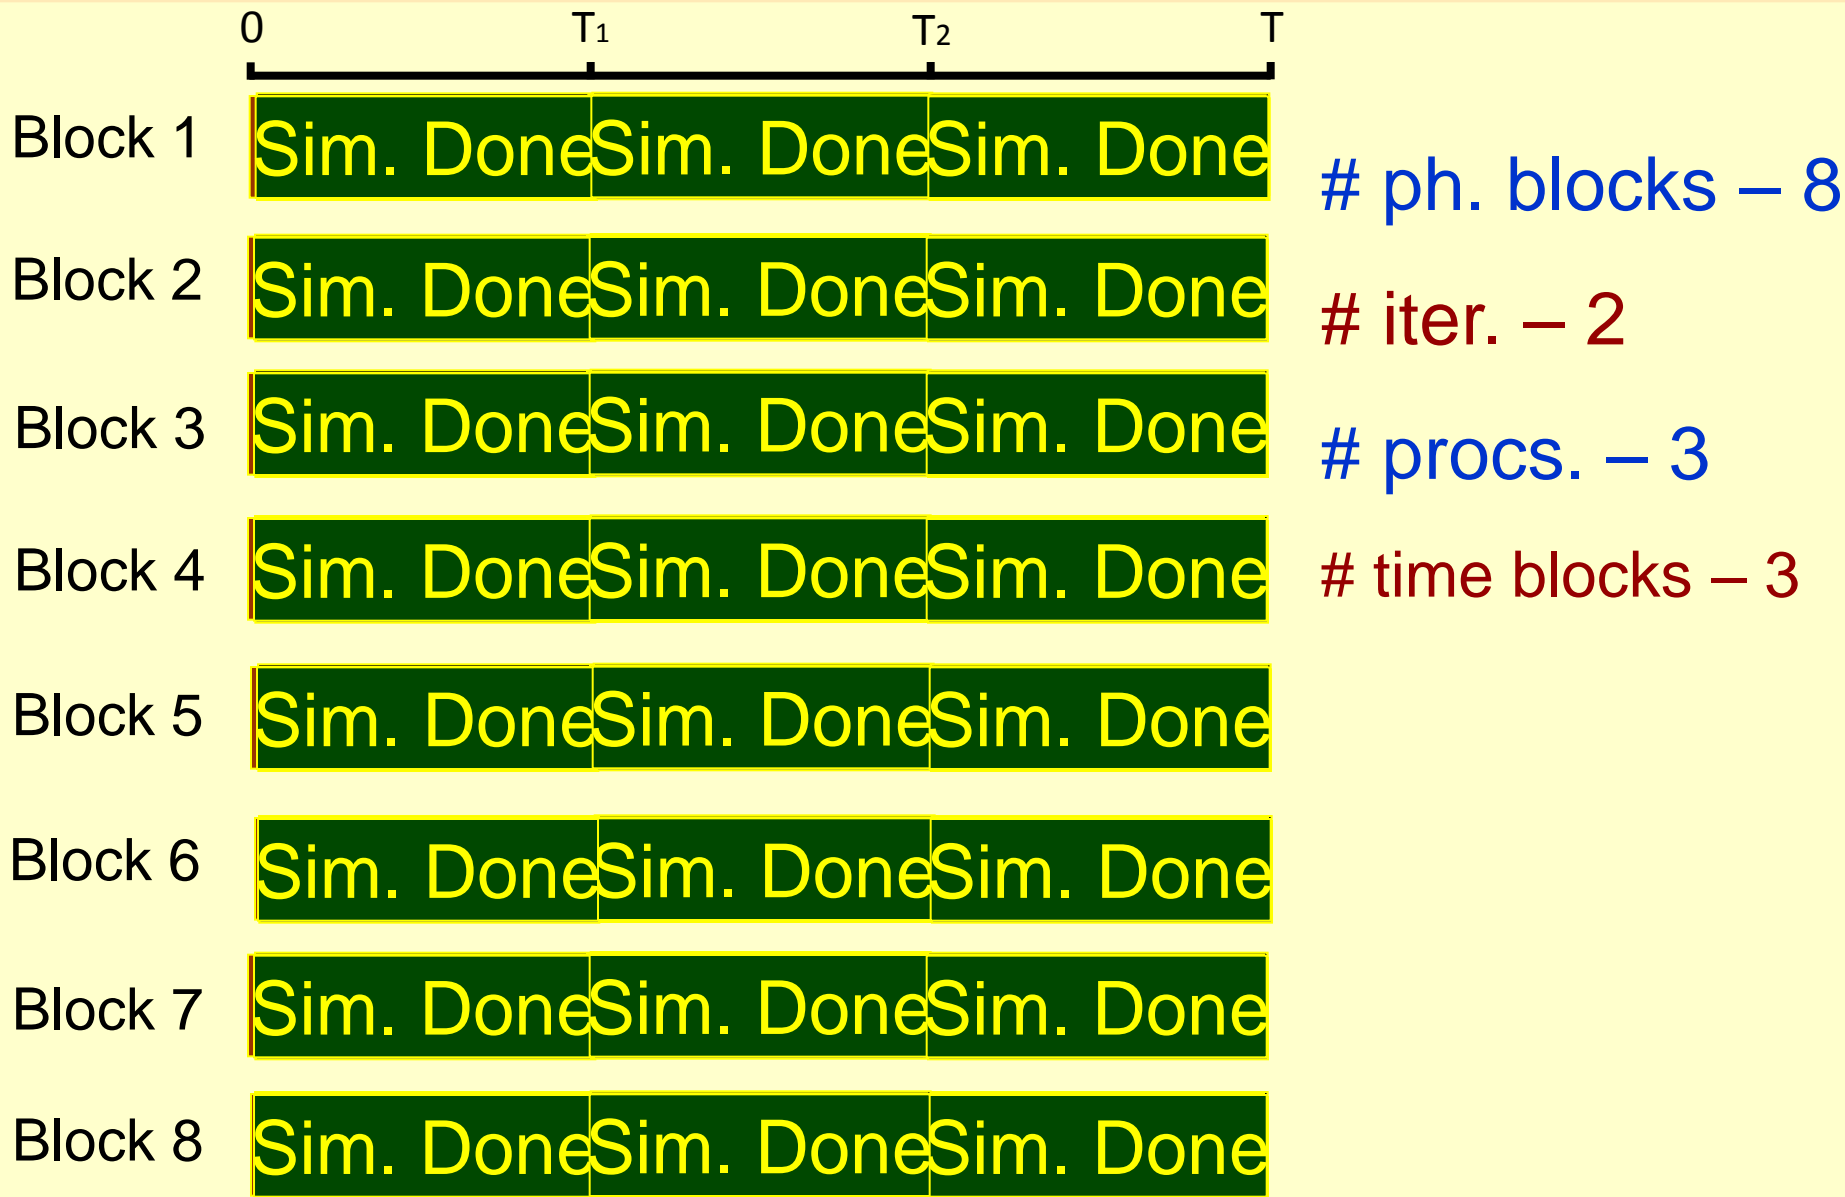 0 T1 T2 T
Block 1 Sim. Done Sim. Done Sim. Done
# ph. blocks – 8
Block 2 Sim. Done Sim. Done Sim. Done
# iter. – 2
Block 3 Sim. Done Sim. Done Sim. Done
# procs. – 3
Block 4 Sim. Done Sim. Done Sim. Done
# time blocks – 3
Block 5 Sim. Done Sim. Done Sim. Done
Block 6 Sim. Done Sim. Done Sim. Done
Block 7 Sim. Done Sim. Done Sim. Done
Block 8 Sim. Done Sim. Done Sim. Done